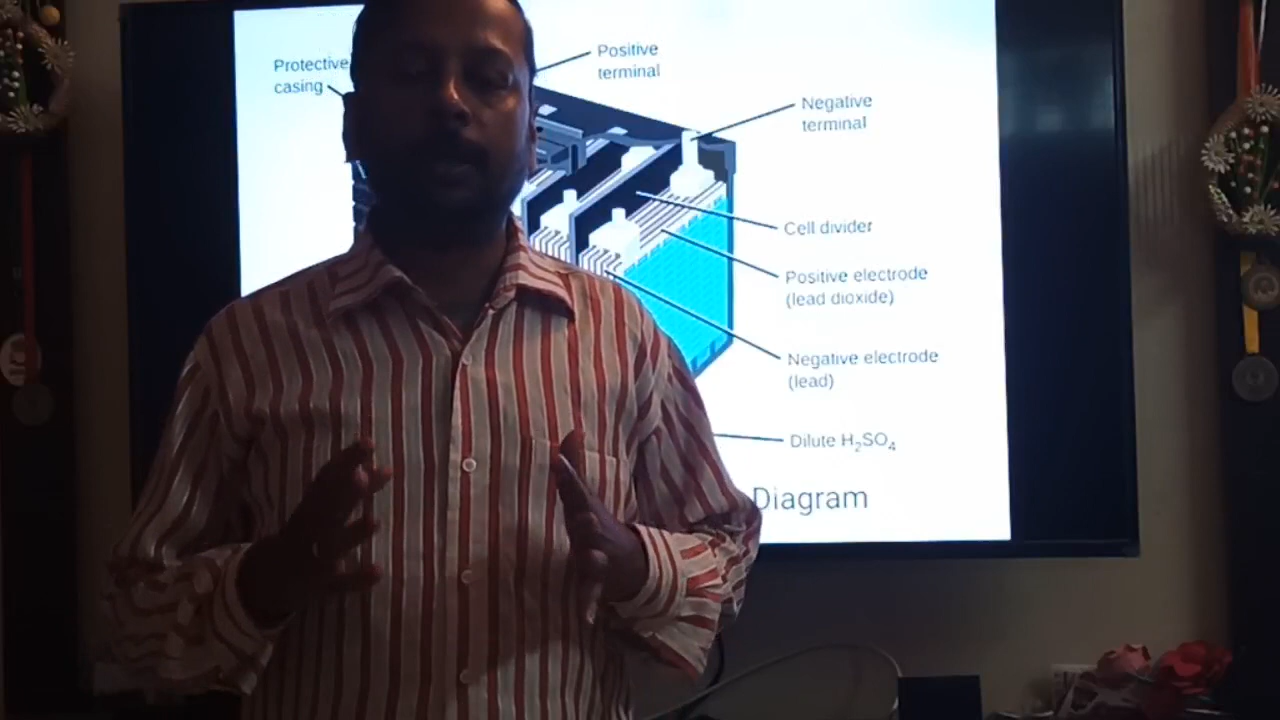 Protective
casing
Positive
terminal
Negative
terminal
Cell divider
Positive electrode
(lead dioxide)
Negative electrode
(lead)
Dilute H₂SO₄
Diagram